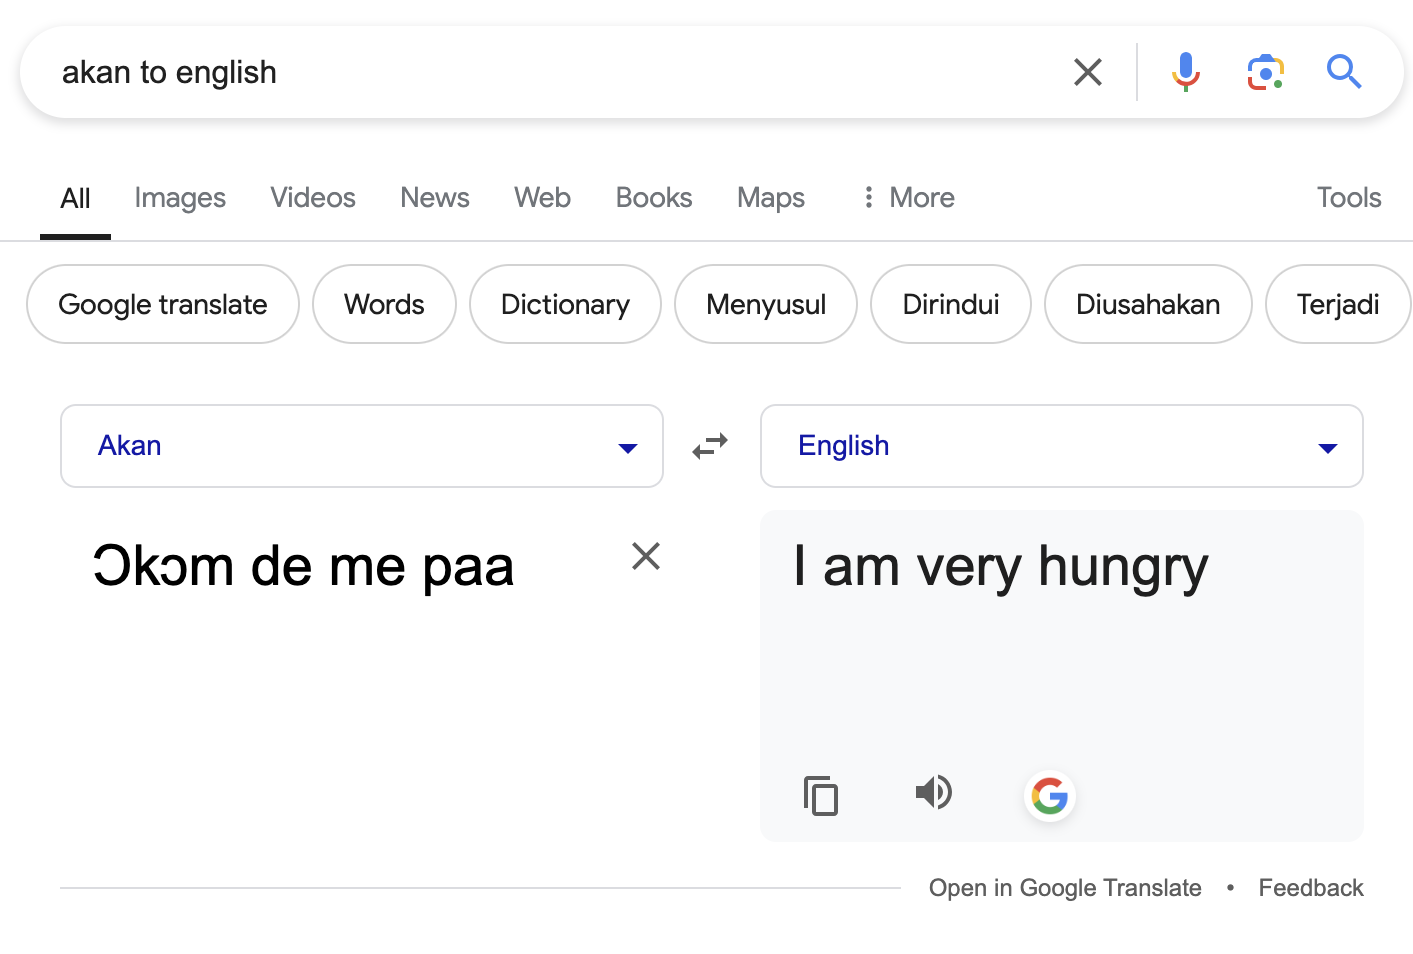 akan to english
All Images Videos News Web Books Maps More Tools
Google translate Words Dictionary Menyusul Dirindui Diusahakan Terjadi
Akan English
Ɔkɔm de me paa I am very hungry
Open in Google Translate • Feedback